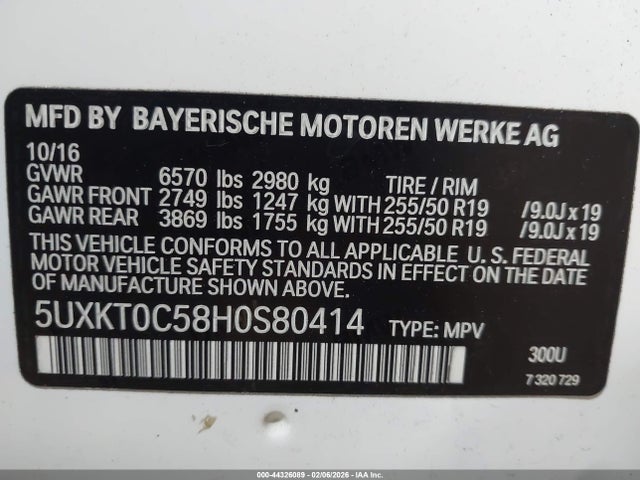 MFD BY BAYERISCHE MOTOREN WERKE AG
10/16
GVWR 6570 lbs 2980 kg TIRE / RIM
GAWR FRONT 2749 lbs 1247 kg WITH 255/50 R19 /9.0J x 19
GAWR REAR 3869 lbs 1755 kg WITH 255/50 R19 /9.0J x 19
THIS VEHICLE CONFORMS TO ALL APPLICABLE U. S. FEDERAL
MOTOR VEHICLE SAFETY STANDARDS IN EFFECT ON THE DATE
OF MANUFACTURE SHOWN ABOVE.
5UXKT0C58H0S80414 TYPE: MPV
300U
7 320 729
000-44326089 - 02/06/2026 - IAA Inc.